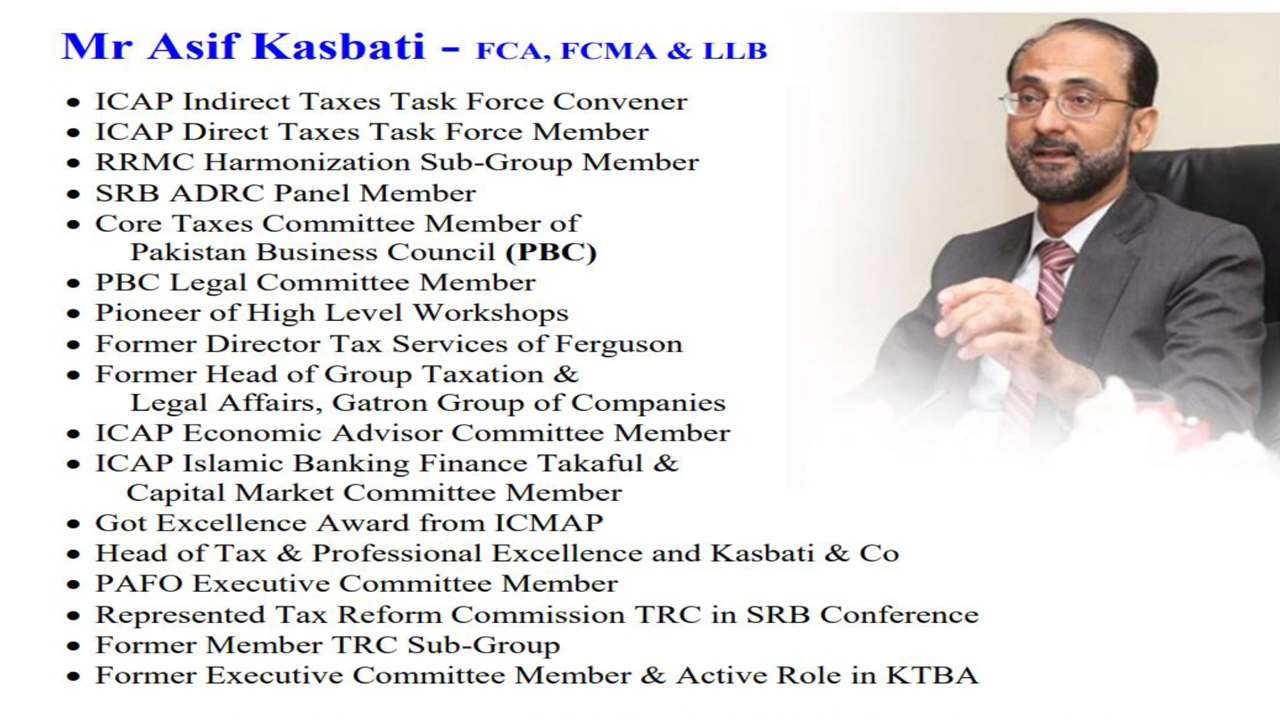 Mr Asif Kasbati – FCA, FCMA & LLB
• ICAP Indirect Taxes Task Force Convener
• ICAP Direct Taxes Task Force Member
• RRMC Harmonization Sub-Group Member
• SRB ADRC Panel Member
• Core Taxes Committee Member of
Pakistan Business Council (PBC)
• PBC Legal Committee Member
• Pioneer of High Level Workshops
• Former Director Tax Services of Ferguson
• Former Head of Group Taxation &
Legal Affairs, Gatron Group of Companies
• ICAP Economic Advisor Committee Member
• ICAP Islamic Banking Finance Takaful &
Capital Market Committee Member
• Got Excellence Award from ICMAP
• Head of Tax & Professional Excellence and Kasbati & Co
• PAFO Executive Committee Member
• Represented Tax Reform Commission TRC in SRB Conference
• Former Member TRC Sub-Group
• Former Executive Committee Member & Active Role in KTBA